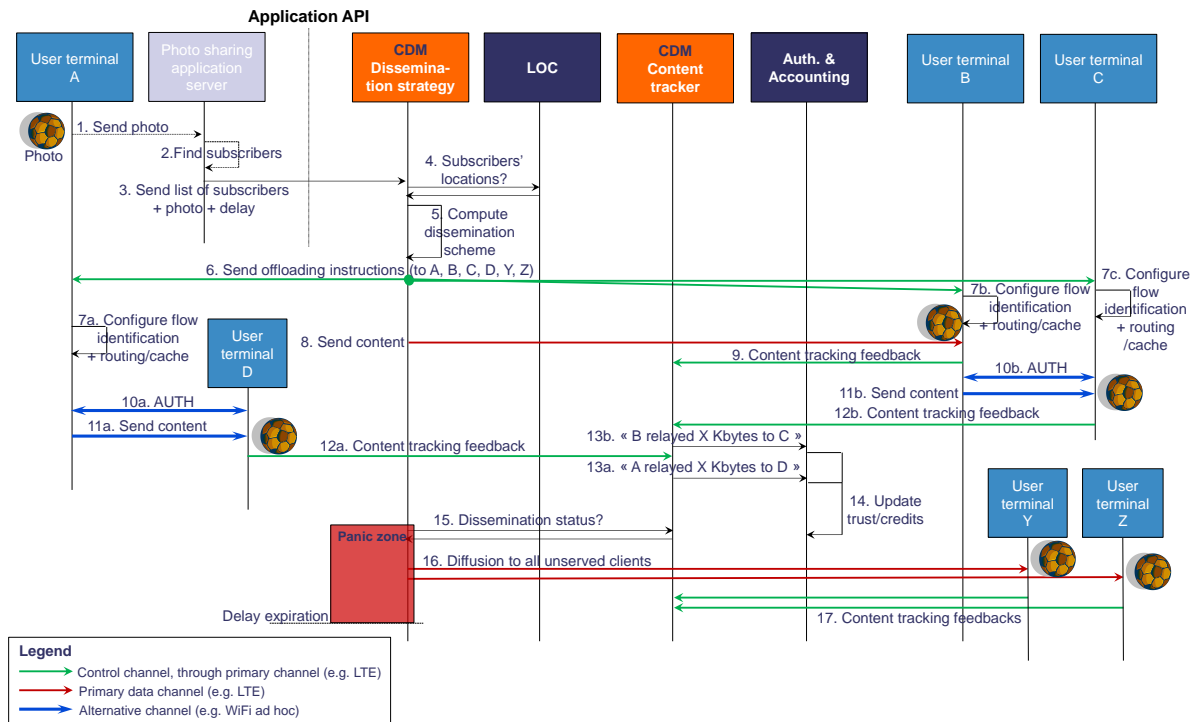 Application API
User terminal
A
Photo sharing
application
server
CDM
Dissemina-
tion strategy
LOC
CDM
Content
tracker
Auth. &
Accounting
User terminal
B
User terminal
C
1. Send photo
Photo
2.Find subscribers
3. Send list of subscribers
+ photo + delay
4. Subscribers'
locations?
5. Compute
dissemination
scheme
6. Send offloading instructions (to A, B, C, D, Y, Z)
7a. Configure flow
identification
+ routing/cache
7b. Configure flow
identification
+ routing/cache
7c. Configure
flow
identification
+ routing
/cache
User
terminal
D
8. Send content
9. Content tracking feedback
10a. AUTH
10b. AUTH
11a. Send content
11b. Send content
12b. Content tracking feedback
12a. Content tracking feedback
13b. « B relayed X Kbytes to C »
13a. « A relayed X Kbytes to D »
14. Update
trust/credits
User
terminal
Y
User
terminal
Z
15. Dissemination status?
Panic zone
16. Diffusion to all unserved clients
Delay expiration
17. Content tracking feedbacks
Legend
Control channel, through primary channel (e.g. LTE)
Primary data channel (e.g. LTE)
Alternative channel (e.g. WiFi ad hoc)